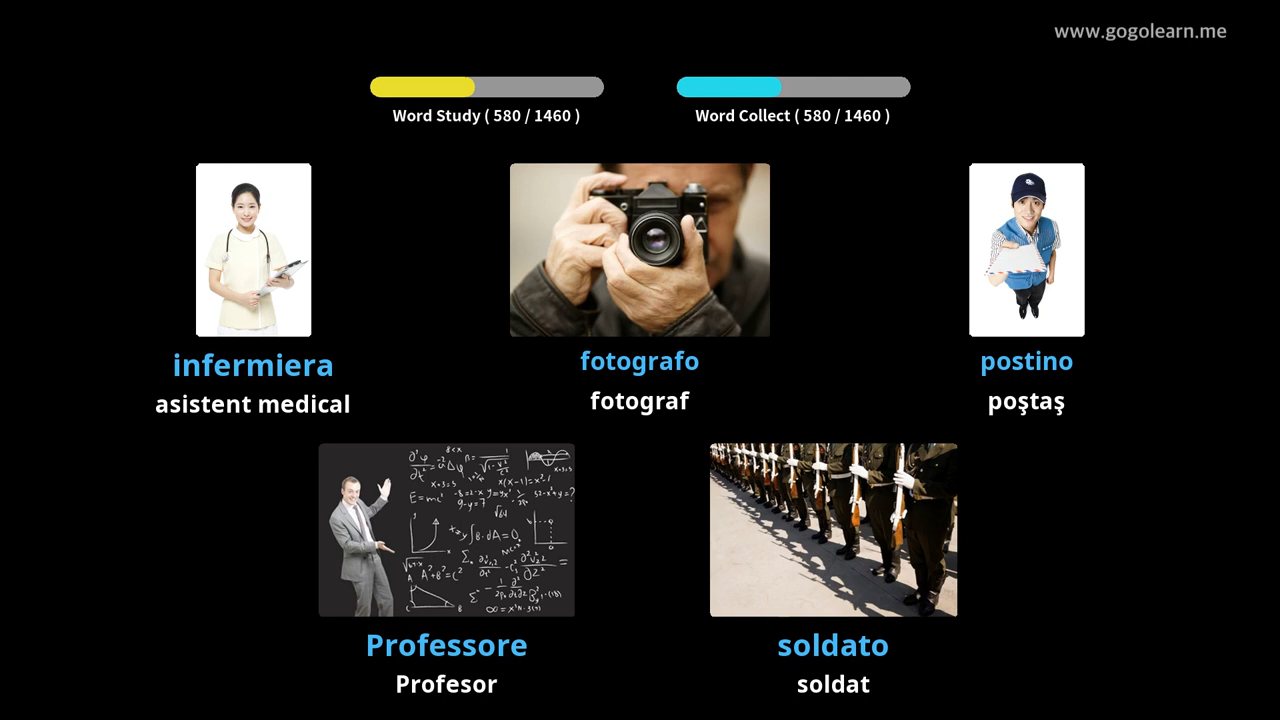 www.gogolearn.me
Word Study ( 580 / 1460 )
Word Collect ( 580 / 1460 )
infermiera
asistent medical
fotografo
fotograf
postino
poştaş
Professore
Profesor
soldato
soldat